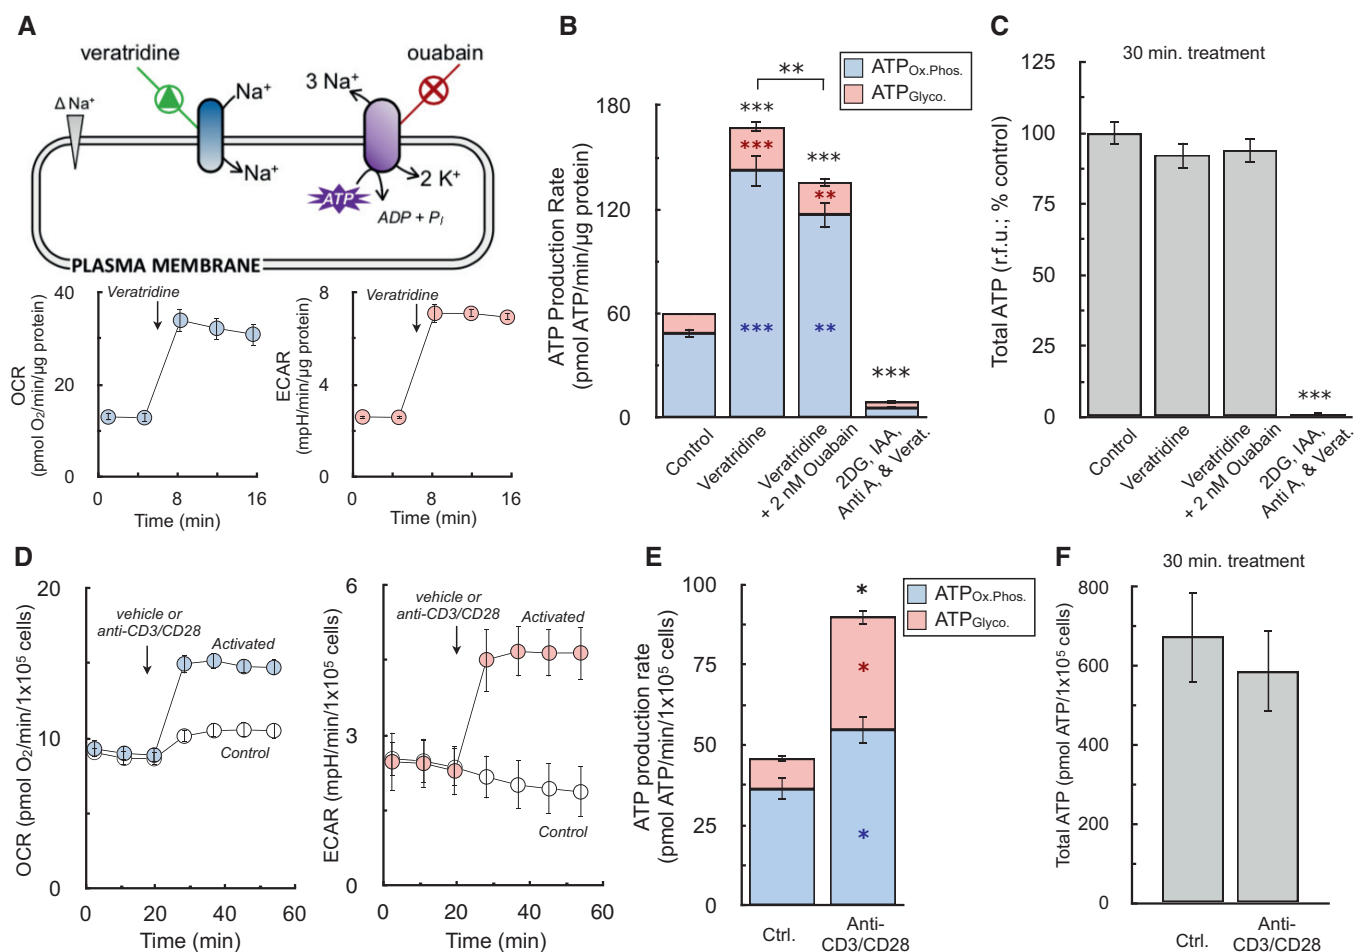 A
veratridine
ouabain
Δ Na⁺
Na⁺
3 Na⁺
Na⁺
2 K⁺
ATP
ADP + Pᵢ
PLASMA MEMBRANE
OCR
(pmol O₂/min/µg protein)
40
20
0
Veratridine
0 8 16
Time (min)
ECAR
(mpH/min/µg protein)
8
4
0
Veratridine
0 8 16
Time (min)
B
ATP Ox.Phos.
ATP Glyco.
ATP Production Rate
(pmol ATP/min/µg protein)
180
120
60
0
**
***
***
***
***
**
**
***
Control
Veratridine
Veratridine
+ 2 nM Ouabain
2DG, IAA,
Anti A, & Verat.
C
30 min. treatment
Total ATP (r.f.u.; % control)
125
100
75
50
25
0
***
Control
Veratridine
Veratridine
+ 2 nM Ouabain
2DG, IAA,
Anti A, & Verat.
D
OCR (pmol O₂/min/1x10⁵ cells)
20
10
0
vehicle or
anti-CD3/CD28
Activated
Control
0 20 40 60
Time (min)
ECAR (mpH/min/1x10⁵ cells)
6
3
0
vehicle or
anti-CD3/CD28
Activated
Control
0 20 40 60
Time (min)
E
ATP Ox.Phos.
ATP Glyco.
ATP production rate
(pmol ATP/min/1x10⁵ cells)
100
75
50
25
0
*
*
*
Ctrl.
Anti-
CD3/CD28
F
30 min. treatment
Total ATP (pmol ATP/1x10⁵ cells)
800
600
400
200
0
Ctrl.
Anti-
CD3/CD28